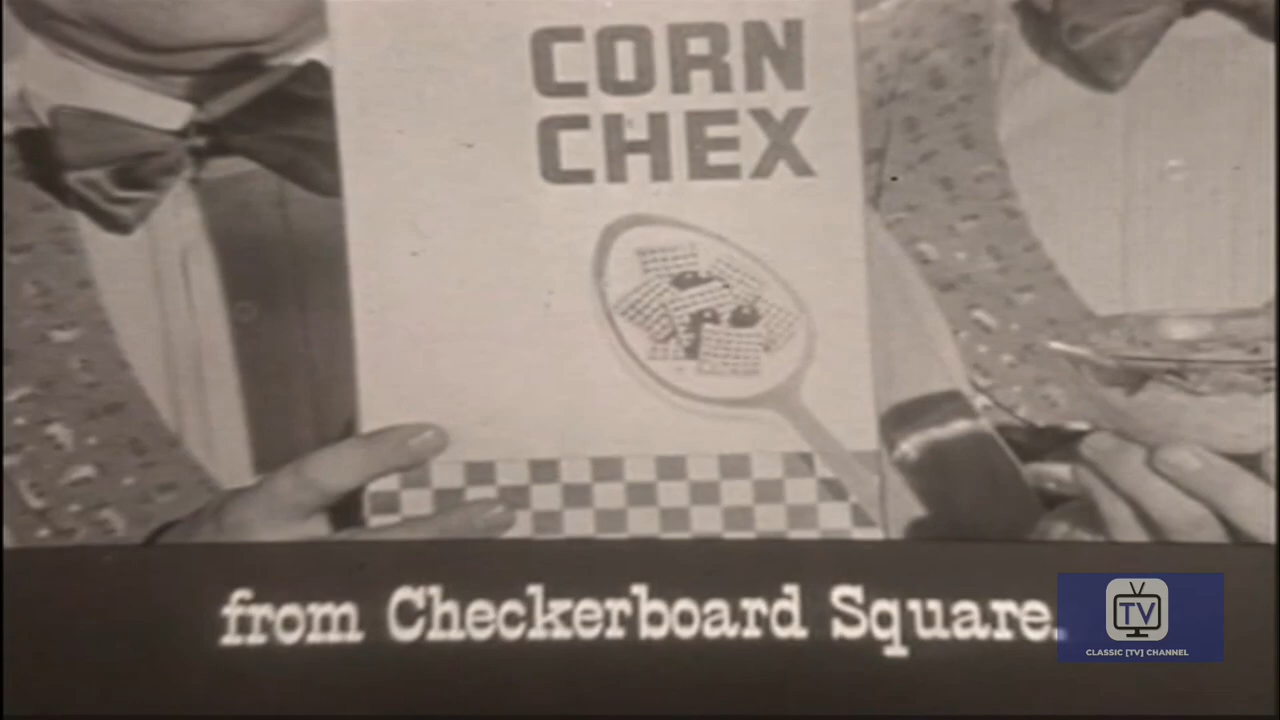 CORN
CHEX
from Checkerboard Square.
TV
CLASSIC [TV] CHANNEL